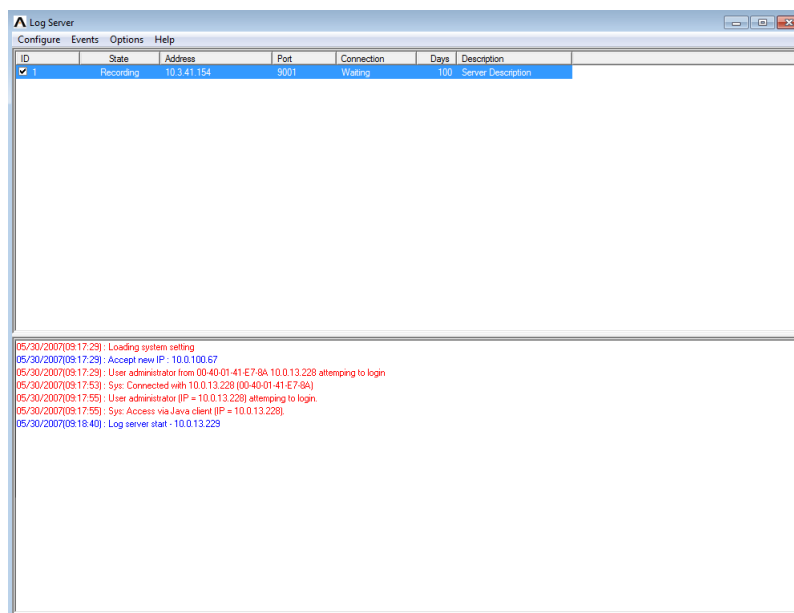 Log Server
Configure Events Options Help
ID State Address Port Connection Days Description
1 Recording 10.3.41.154 9001 Waiting 100 Server Description
05/30/2007(09:17:29) : Loading system setting
05/30/2007(09:17:29) : Accept new IP : 10.0.100.67
05/30/2007(09:17:29) : User administrator from 00-40-01-41-E7-8A 10.0.13.228 attemping to login
05/30/2007(09:17:53) : Sys: Connected with 10.0.13.228 (00-40-01-41-E7-8A)
05/30/2007(09:17:55) : User administrator (IP = 10.0.13.228) attemping to login.
05/30/2007(09:17:55) : Sys: Access via Java client (IP = 10.0.13.228).
05/30/2007(09:18:40) : Log server start - 10.0.13.229